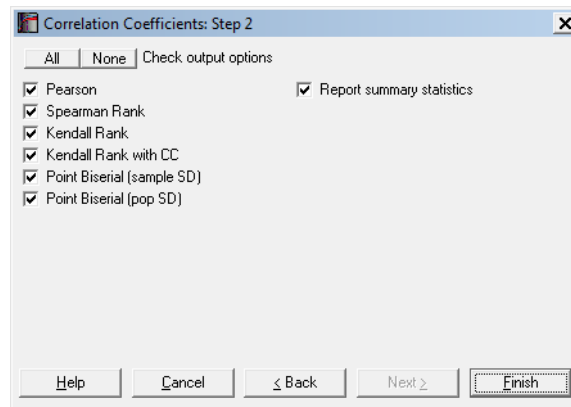 Correlation Coefficients: Step 2
All None Check output options
Pearson
Spearman Rank
Kendall Rank
Kendall Rank with CC
Point Biserial (sample SD)
Point Biserial (pop SD)
Report summary statistics
Help Cancel < Back Next > Finish